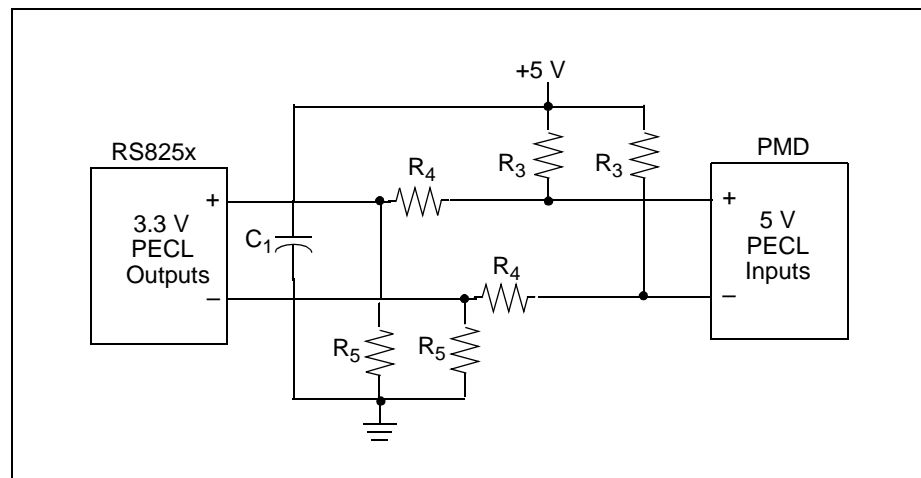 +5 V
RS825x
PMD
R4
R3
R3
+
+
3.3 V
PECL
Outputs
C1
5 V
PECL
Inputs
R4
–
–
R5
R5